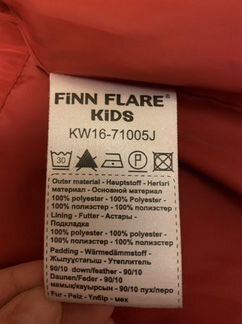 FiNN FLARE®
KiDS
KW16-71005J
30 P
Outer material - Hauptstoff - Негізгі
материал - Основной материал
100% polyester - 100% polyester -
100% полиэстер - 100% полиэстер
Lining - Futter - Астары -
Подкладка
100% polyester - 100% polyester -
100% полиэстер - 100% полиэстер
Padding - Wärmedämmstoff -
Жылуустағыш - Утеплитель
90/10 down/feather - 90/10
Daunen/Feder - 90/10
мамық/қауырсын - 90/10 пух/перо
Fur - Pelz - Үлбір - мех